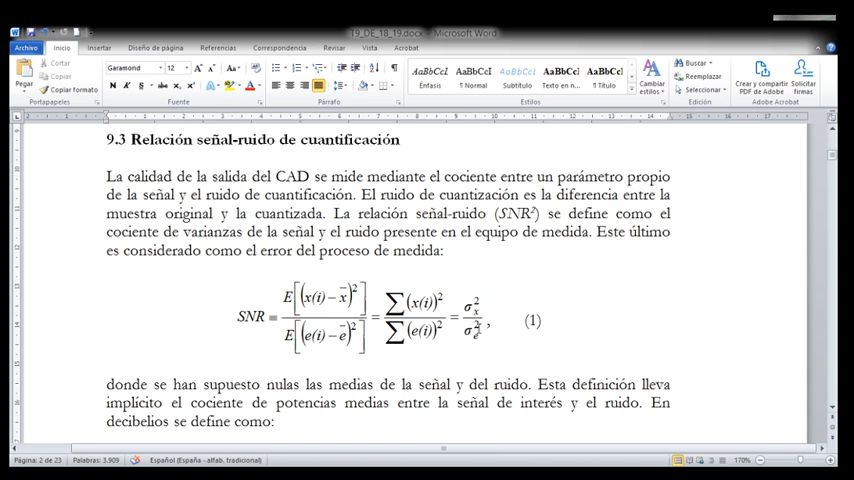 T9_DE_18_19.docx - Microsoft Word
Archivo Inicio Insertar Diseño de página Referencias Correspondencia Revisar Vista Acrobat
Cortar
Copiar
Copiar formato
Pegar
Portapapeles
Garamond 12
N K S
Fuente
Párrafo
AaBbCcI AaBbCcI AaBbCcI AaBbCcI AaBbCcI
Énfasis ¶ Normal Subtítulo Texto en n... ¶ Título
Cambiar estilos
Estilos
Buscar
Reemplazar
Seleccionar
Edición
Crear y compartir PDF de Adobe
Solicitar firmas
Adobe Acrobat
9.3 Relación señal-ruido de cuantificación
La calidad de la salida del CAD se mide mediante el cociente entre un parámetro propio
de la señal y el ruido de cuantificación. El ruido de cuantización es la diferencia entre la
muestra original y la cuantizada. La relación señal-ruido (SNR²) se define como el
cociente de varianzas de la señal y el ruido presente en el equipo de medida. Este último
es considerado como el error del proceso de medida:
SNR ≡ E[(x(i) − x̄)²] / E[(e(i) − e̅)²] = ∑(x(i))² / ∑(e(i))² = σₓ² / σₑ² , (1)
donde se han supuesto nulas las medias de la señal y del ruido. Esta definición lleva
implícito el cociente de potencias medias entre la señal de interés y el ruido. En
decibelios se define como:
Página: 2 de 23 Palabras: 3.909 Español (España - alfab. tradicional) 170%